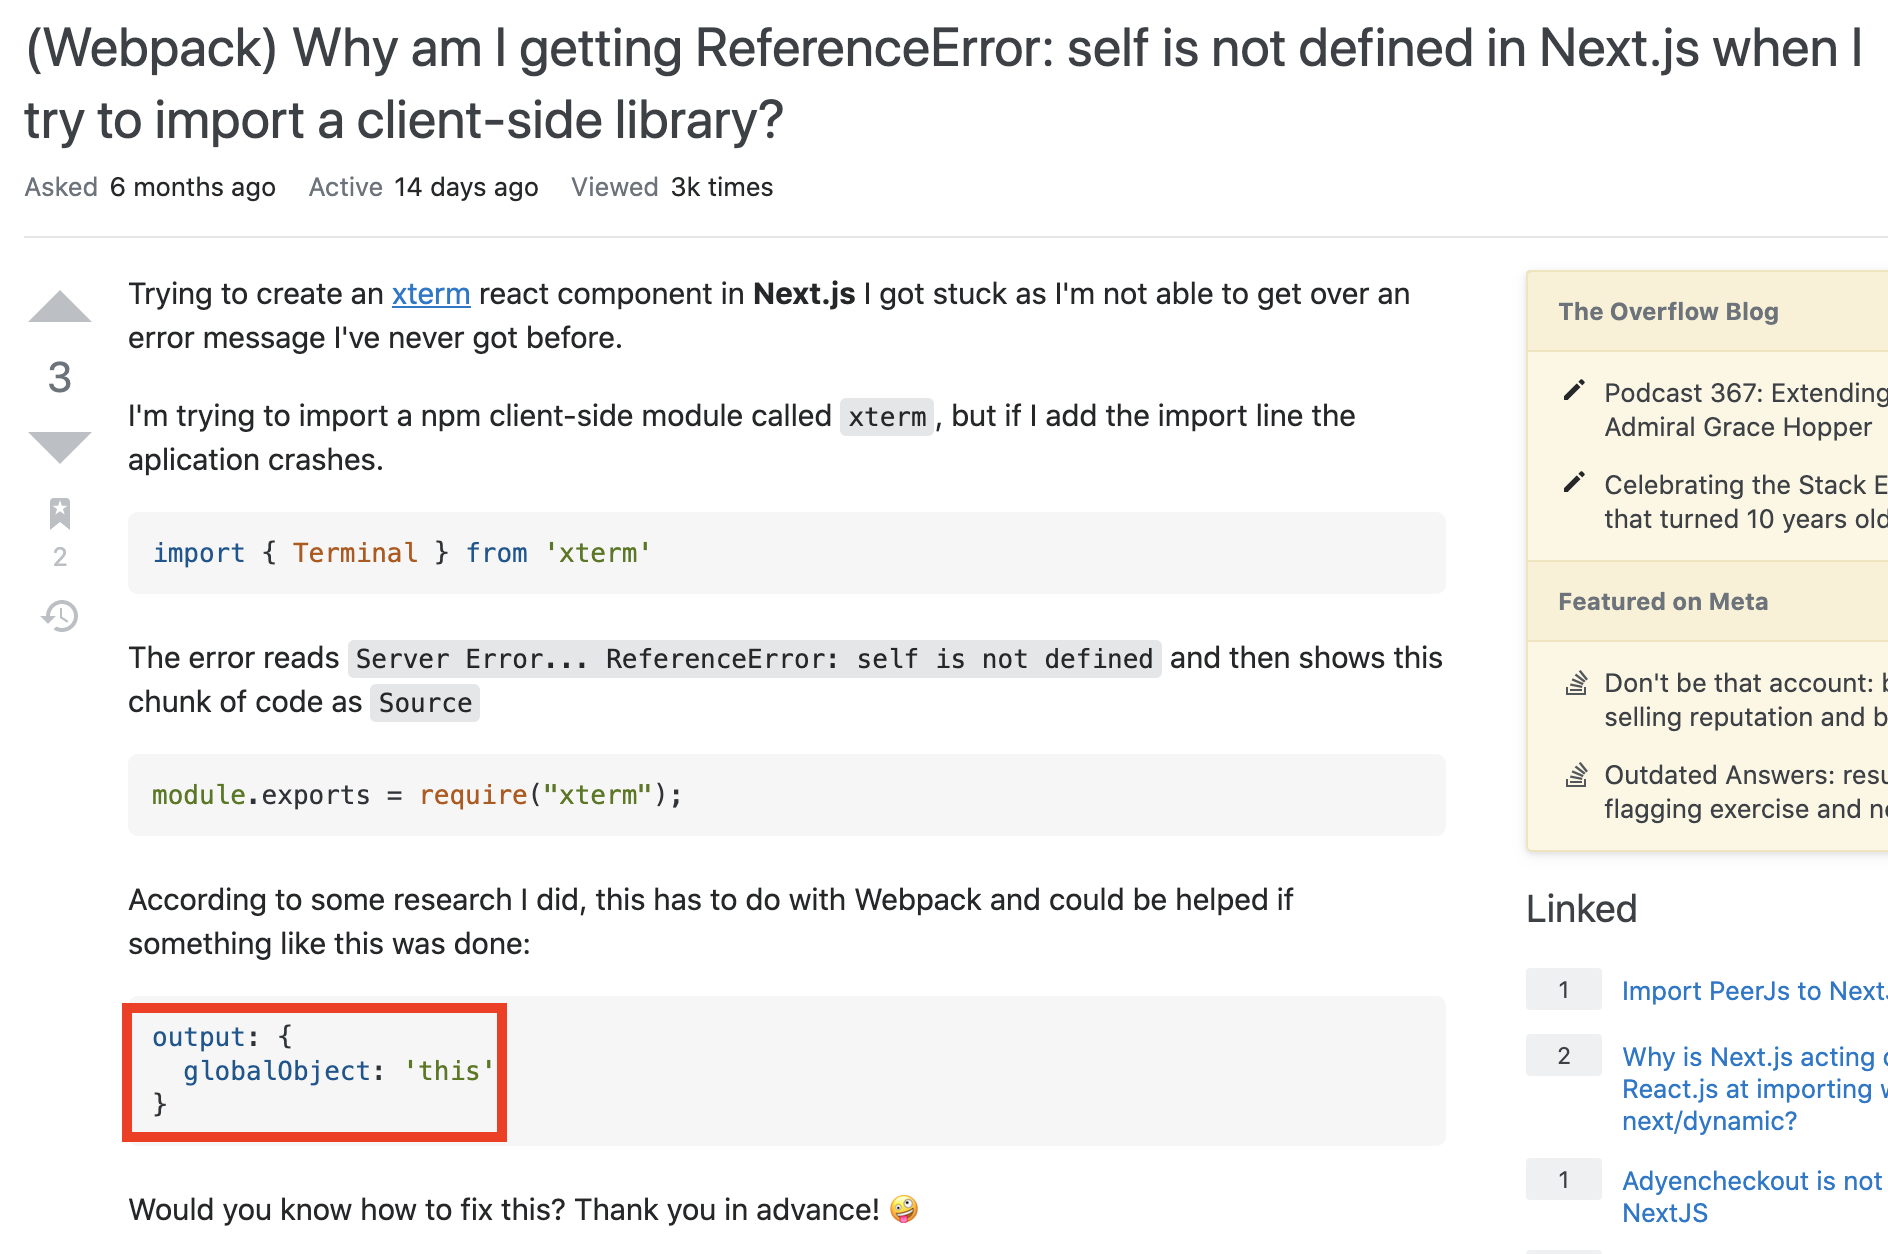 (Webpack) Why am I getting ReferenceError: self is not defined in Next.js when I
try to import a client-side library?
Asked 6 months ago Active 14 days ago Viewed 3k times
3
2
Trying to create an xterm react component in Next.js I got stuck as I'm not able to get over an
error message I've never got before.
I'm trying to import a npm client-side module called xterm, but if I add the import line the
aplication crashes.
import { Terminal } from 'xterm'
The error reads Server Error... ReferenceError: self is not defined and then shows this
chunk of code as Source
module.exports = require("xterm");
According to some research I did, this has to do with Webpack and could be helped if
something like this was done:
output: {
  globalObject: 'this'
}
Would you know how to fix this? Thank you in advance! 🤪
The Overflow Blog
Podcast 367: Extending
Admiral Grace Hopper
Celebrating the Stack E
that turned 10 years old
Featured on Meta
Don't be that account: b
selling reputation and b
Outdated Answers: resu
flagging exercise and ne
Linked
1 Import PeerJs to Next.
2 Why is Next.js acting
React.js at importing
next/dynamic?
1 Adyencheckout is not
NextJS